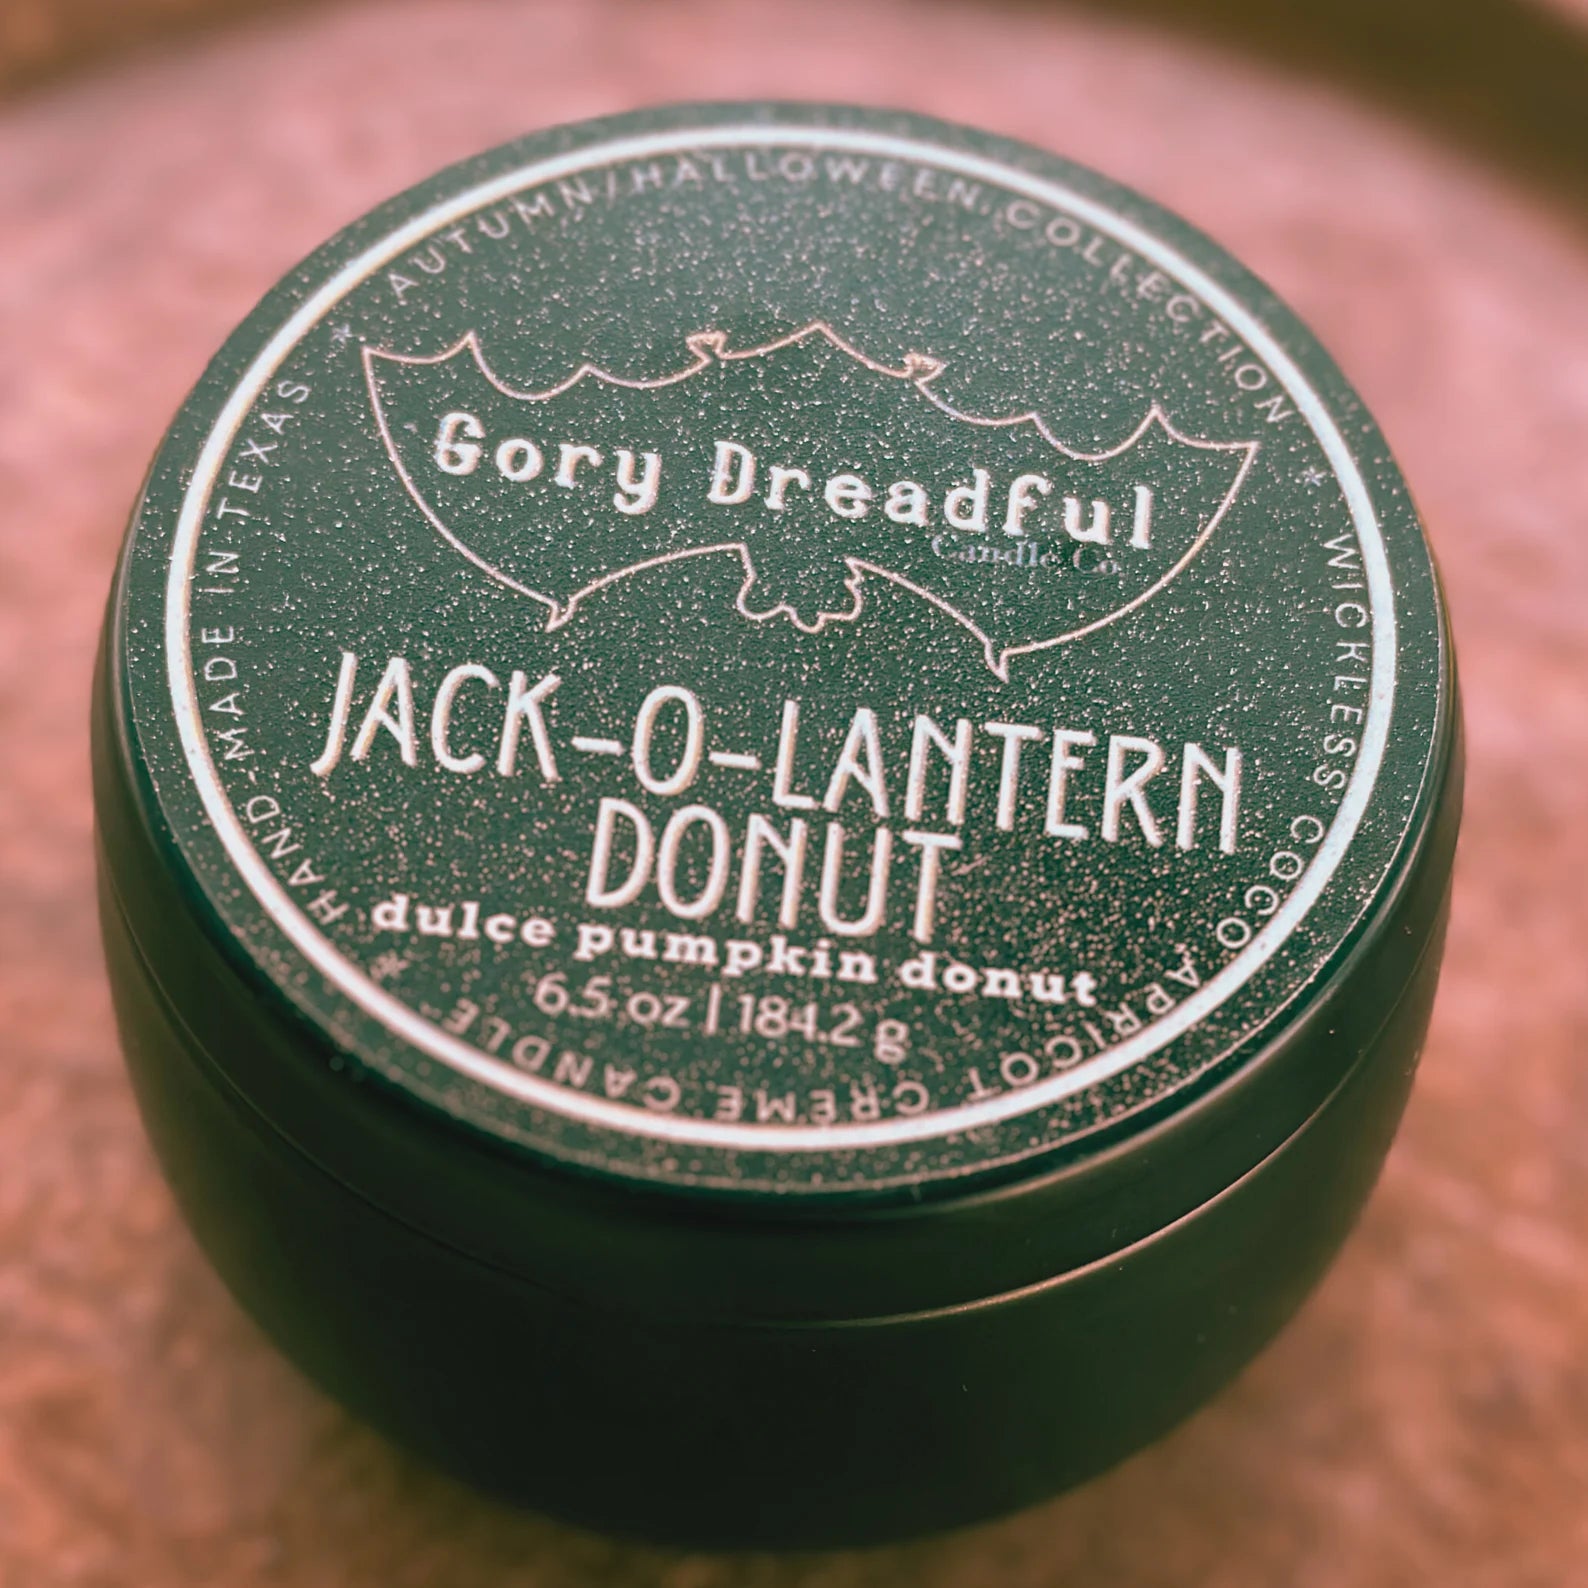 * AUTUMN/HALLOWEEN COLLECTION * WICKLESS COCO APRICOT CRÈME CANDLE * HAND-MADE IN TEXAS
Gory Dreadful
Candle Co.
JACK-O-LANTERN
DONUT
dulce pumpkin donut
6.5 oz | 184.2 g